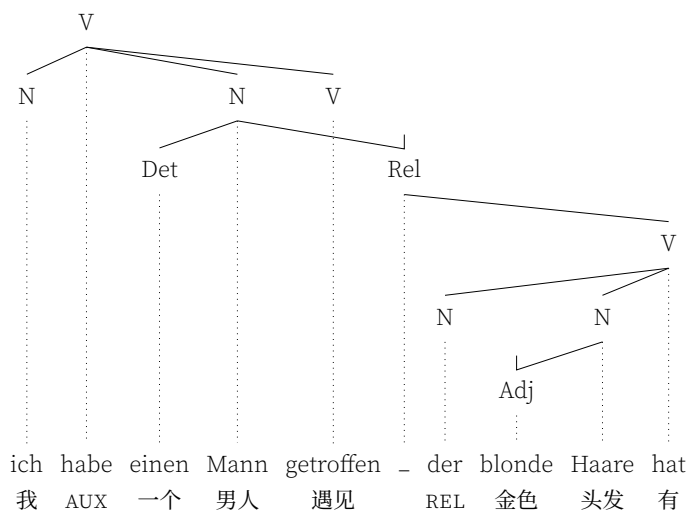 V
N N V
Det Rel
V
N N
Adj
ich habe einen Mann getroffen _ der blonde Haare hat
我 AUX 一个 男人 遇见 REL 金色 头发 有